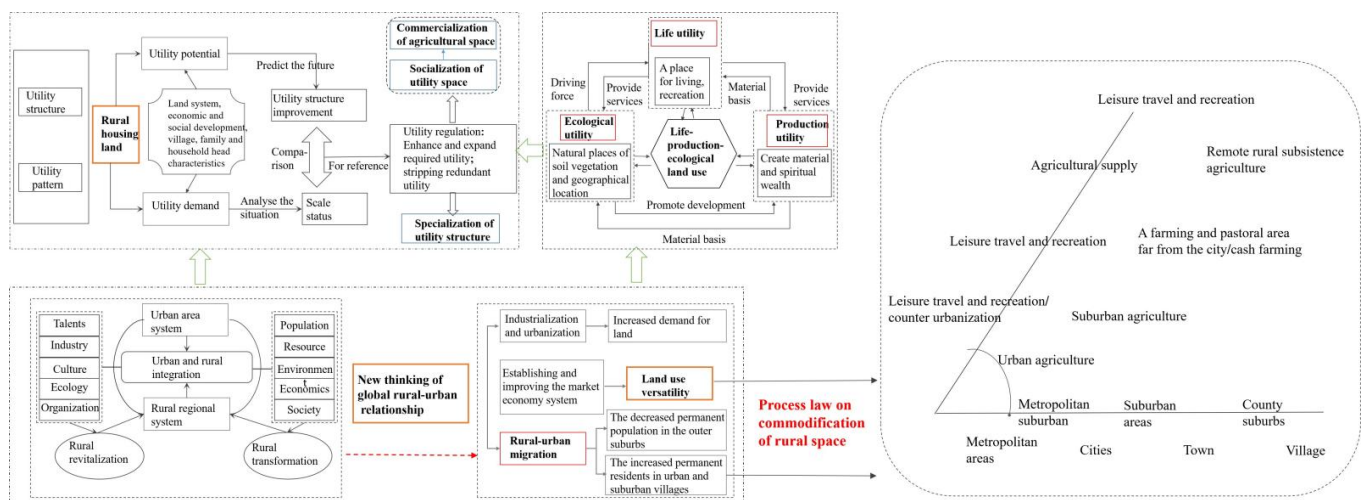 Utility
structure
Utility
pattern
Rural
housing
land
Utility potential
Land system,
economic and
social development,
village, family and
household head
characteristics
Utility demand
Predict the future
Utility structure
improvement
Compa-
rison
For reference
Analyse the
situation
Scale
status
Commercialization
of agricultural space
Socialization of
utility space
Utility regulation:
Enhance and expand
required utility;
stripping redundant
utility
Specialization of
utility structure
Life utility
A place
for living,
recreation
Driving
force
Provide
services
Material
basis
Provide
services
Ecological
utility
Natural places of
soil vegetation and
geographical
location
Life-
production-
ecological
land use
Production
utility
Create material
and spiritual
wealth
Promote development
Material basis
Talents
Industry
Culture
Ecology
Organization
Urban area
system
Urban and rural
integration
Rural regional
system
Population
Resource
Environmen
t
Economics
Society
Rural
revitalization
Rural
transformation
New thinking of
global rural-urban
relationship
Industrialization
and urbanization
Increased demand for
land
Establishing and
improving the market
economy system
Land use
versatility
Rural-urban
migration
The decreased permanent
population in the outer
suburbs
The increased permanent
residents in urban and
suburban villages
Process law on
commodification
of rural space
Leisure travel and recreation
Agricultural supply
Remote rural subsistence
agriculture
Leisure travel and recreation
A farming and pastoral area
far from the city/cash farming
Leisure travel and recreation/
counter urbanization
Suburban agriculture
Urban agriculture
Metropolitan
suburban
Suburban
areas
County
suburbs
Metropolitan
areas
Cities
Town
Village